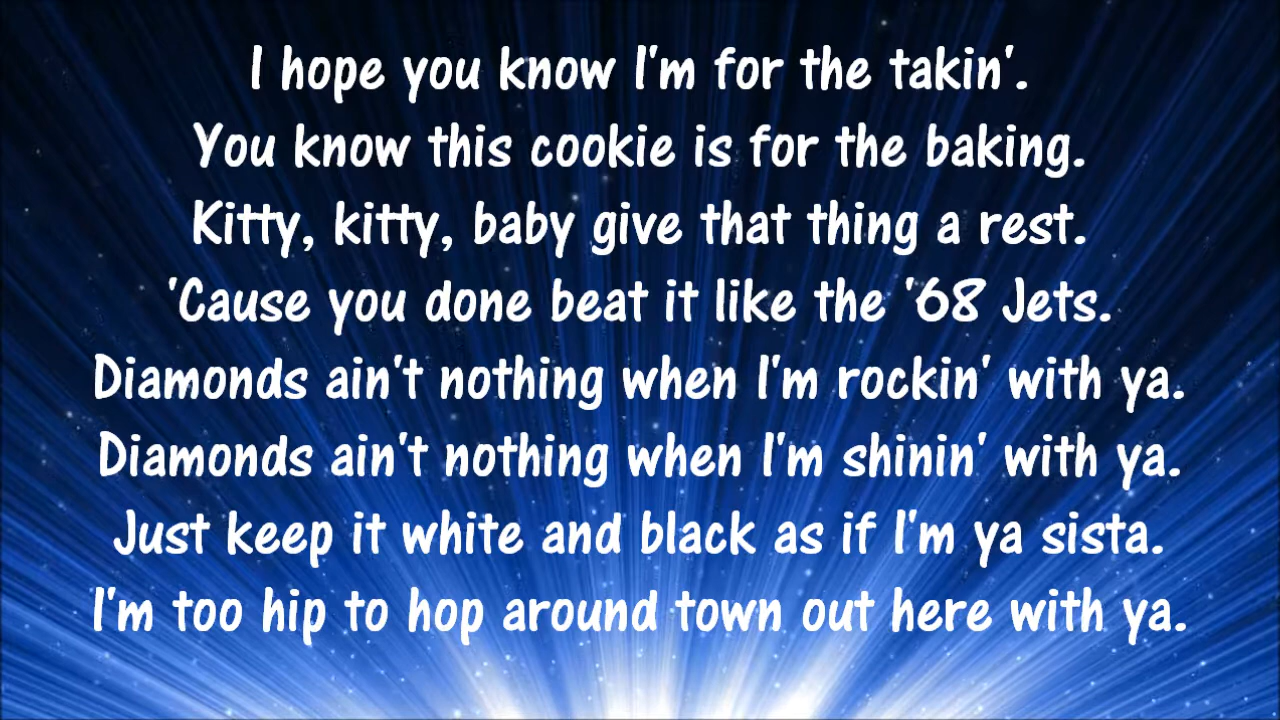 I hope you know I'm for the takin'.
You know this cookie is for the baking.
Kitty, kitty, baby give that thing a rest.
'Cause you done beat it like the '68 Jets.
Diamonds ain't nothing when I'm rockin' with ya.
Diamonds ain't nothing when I'm shinin' with ya.
Just keep it white and black as if I'm ya sista.
I'm too hip to hop around town out here with ya.